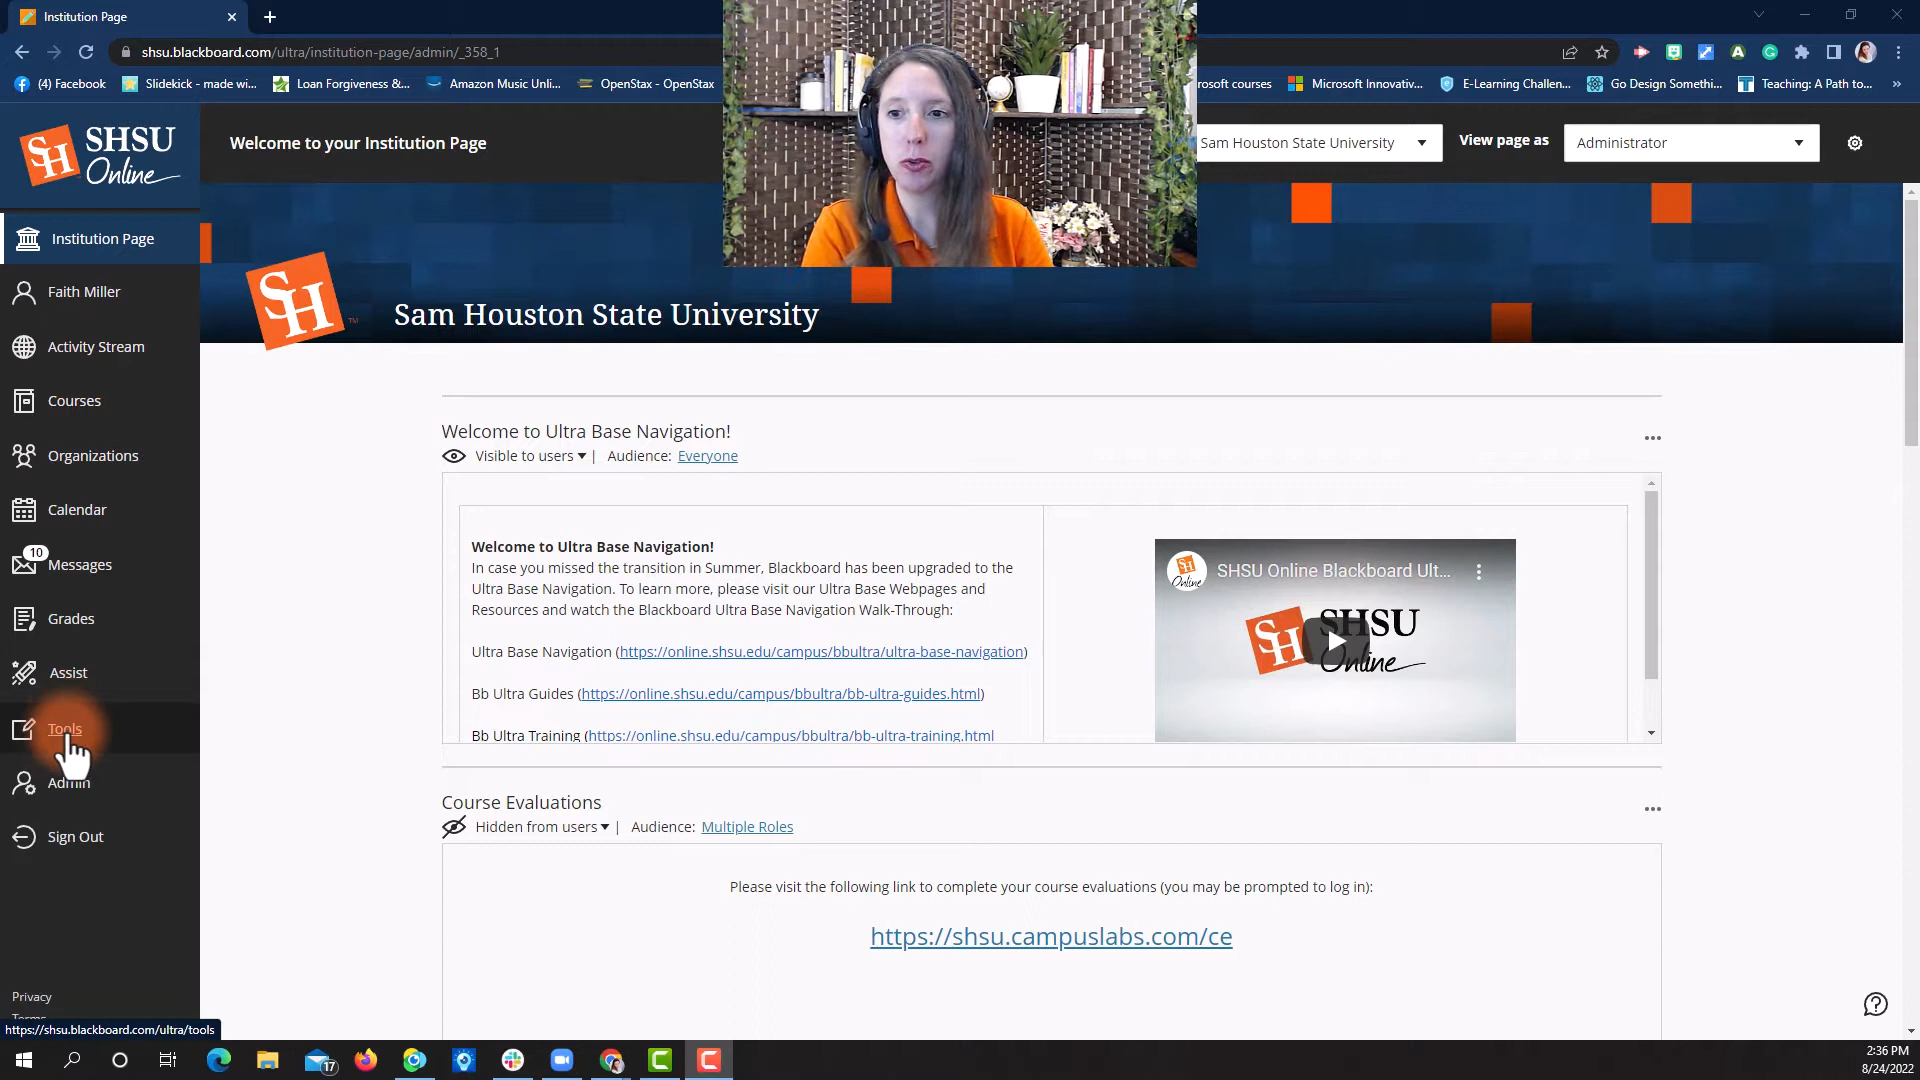 Institution Page
shsu.blackboard.com/ultra/institution-page/admin/_358_1
(4) Facebook
Slidekick - made wi...
Loan Forgiveness &...
Amazon Music Unli...
OpenStax - OpenStax
rosoft courses
Microsoft Innovativ...
E-Learning Challen...
Go Design Somethi...
Teaching: A Path to...
SHSU
Online
Welcome to your Institution Page
Sam Houston State University
View page as
Administrator
Institution Page
Faith Miller
Activity Stream
Courses
Organizations
Calendar
10
Messages
Grades
Assist
Tools
Admin
Sign Out
Privacy
https://shsu.blackboard.com/ultra/tools
SH
Sam Houston State University
Welcome to Ultra Base Navigation!
Visible to users | Audience: Everyone
Welcome to Ultra Base Navigation!
In case you missed the transition in Summer, Blackboard has been upgraded to the
Ultra Base Navigation. To learn more, please visit our Ultra Base Webpages and
Resources and watch the Blackboard Ultra Base Navigation Walk-Through:
Ultra Base Navigation (https://online.shsu.edu/campus/bbultra/ultra-base-navigation)
Bb Ultra Guides (https://online.shsu.edu/campus/bbultra/bb-ultra-guides.html)
Bb Ultra Training (https://online.shsu.edu/campus/bbultra/bb-ultra-training.html
SHSU Online Blackboard Ult...
SHSU
Online
Course Evaluations
Hidden from users | Audience: Multiple Roles
Please visit the following link to complete your course evaluations (you may be prompted to log in):
https://shsu.campuslabs.com/ce
17
2:36 PM
8/24/2022